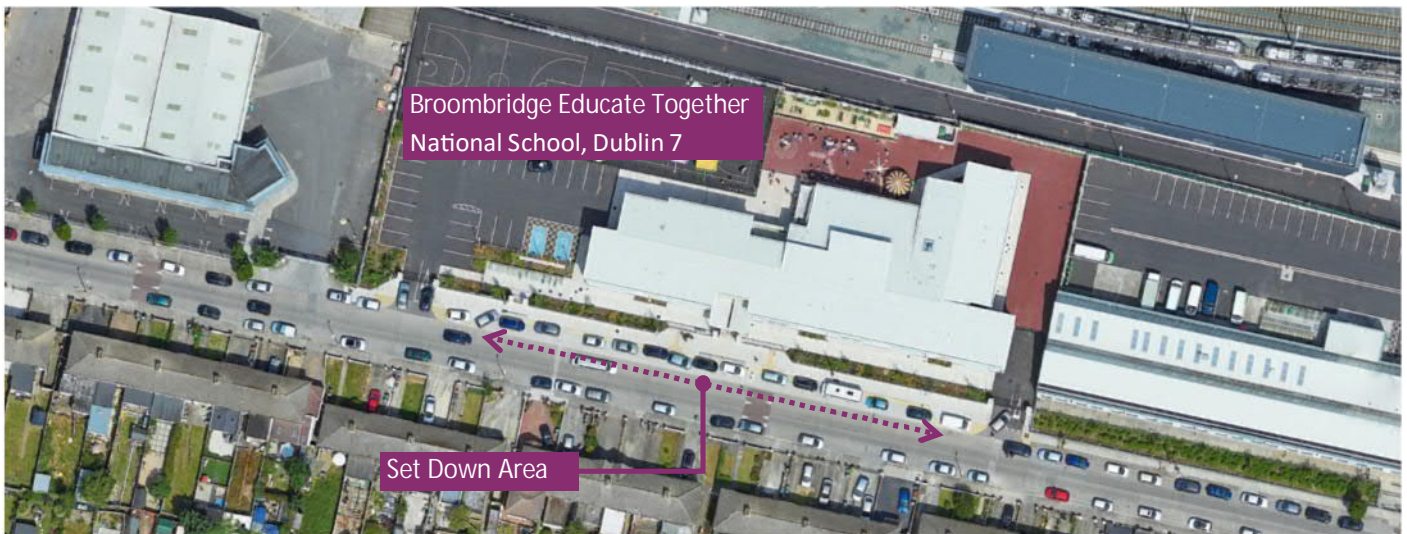 Broombridge Educate Together
National School, Dublin 7
Set Down Area